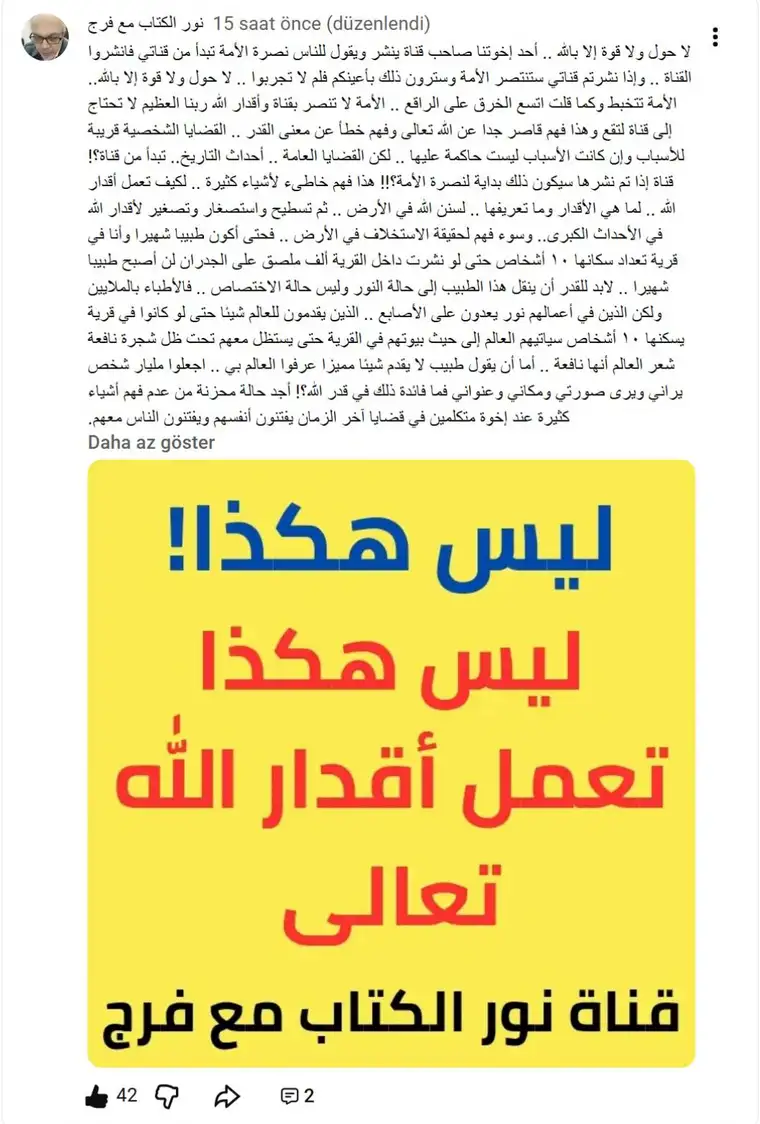 نور الكتاب مع فرج 15 saat önce (düzenlendi)
لا حول ولا قوة إلا بالله .. أحد إخوتنا صاحب قناة ينشر ويقول للناس نصرة الأمة تبدأ من قناتي فانشروا
القناة .. وإذا نشرتم قناتي ستنتصر الأمة وسترون ذلك بأعينكم فلم لا تجربوا .. لا حول ولا قوة إلا بالله..
الأمة تتخبط وكما قلت اتسع الخرق على الراقع .. الأمة لا تنصر بقناة وأقدار الله ربنا العظيم لا تحتاج
إلى قناة لتقع وهذا فهم قاصر جدا عن الله تعالى وفهم خطأ عن معنى القدر .. القضايا الشخصية قريبة
للأسباب وإن كانت الأسباب ليست حاكمة عليها .. لكن القضايا العامة .. أحداث التاريخ.. تبدأ من قناة؟!
قناة إذا تم نشرها سيكون ذلك بداية لنصرة الأمة؟!! هذا فهم خاطىء لأشياء كثيرة .. لكيف تعمل أقدار
الله .. لما هي الأقدار وما تعريفها .. لسنن الله في الأرض .. ثم تسطيح واستصغار وتصغير لأقدار الله
في الأحداث الكبرى.. وسوء فهم لحقيقة الاستخلاف في الأرض .. فحتى أكون طبيبا شهيرا وأنا في
قرية تعداد سكانها ١٠ أشخاص حتى لو نشرت داخل القرية ألف ملصق على الجدران لن أصبح طبيبا
شهيرا .. لابد للقدر أن ينقل هذا الطبيب إلى حالة النور وليس حالة الاختصاص .. فالأطباء بالملايين
ولكن الذين في أعمالهم نور يعدون على الأصابع .. الذين يقدمون للعالم شيئا حتى لو كانوا في قرية
يسكنها ١٠ أشخاص سياتيهم العالم إلى حيث بيوتهم في القرية حتى يستظل معهم تحت ظل شجرة نافعة
شعر العالم أنها نافعة .. أما أن يقول طبيب لا يقدم شيئا مميزا عرفوا العالم بي .. اجعلوا مليار شخص
يراني ويرى صورتي ومكاني وعنواني فما فائدة ذلك في قدر الله؟! أجد حالة محزنة من عدم فهم أشياء
كثيرة عند إخوة متكلمين في قضايا آخر الزمان يفتنون أنفسهم ويفتنون الناس معهم.
Daha az göster
ليس هكذا!
ليس هكذا
تعمل أقدار الله
تعالى
قناة نور الكتاب مع فرج
42 2